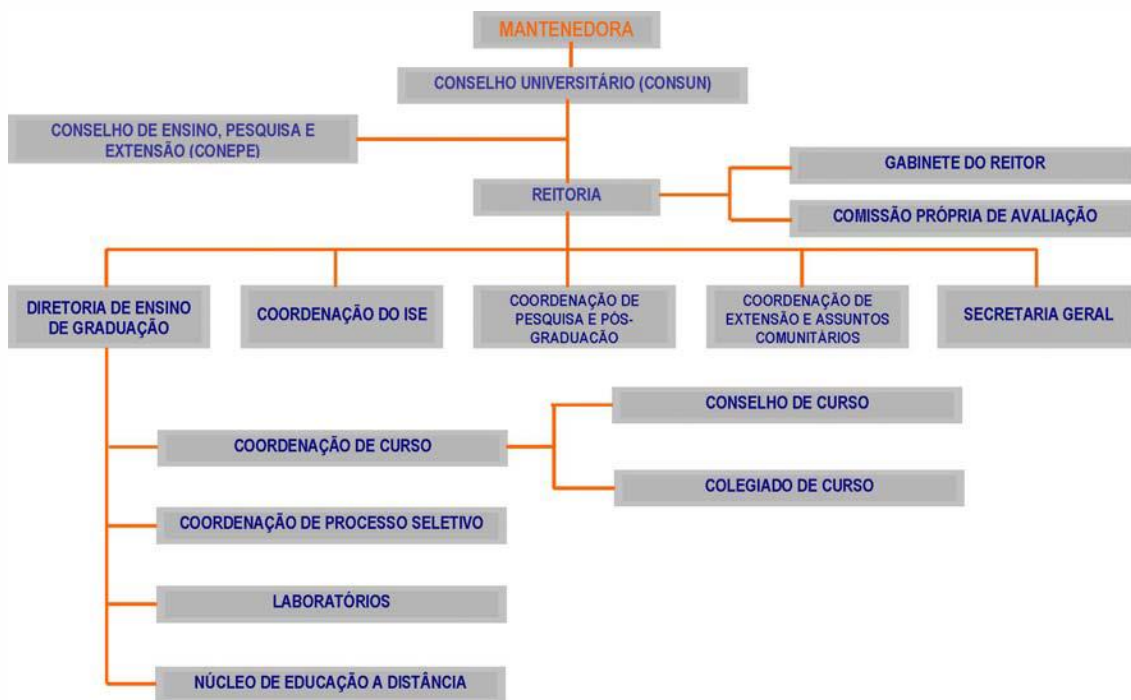 MANTENEDORA
CONSELHO UNIVERSITÁRIO (CONSUN)
CONSELHO DE ENSINO, PESQUISA E
EXTENSÃO (CONEPE)
GABINETE DO REITOR
REITORIA
COMISSÃO PRÓPRIA DE AVALIAÇÃO
DIRETORIA DE ENSINO
DE GRADUAÇÃO
COORDENAÇÃO DO ISE
COORDENAÇÃO DE
PESQUISA E PÓS-
GRADUACÃO
COORDENAÇÃO DE
EXTENSÃO E ASSUNTOS
COMUNITÁRIOS
SECRETARIA GERAL
CONSELHO DE CURSO
COORDENAÇÃO DE CURSO
COLEGIADO DE CURSO
COORDENAÇÃO DE PROCESSO SELETIVO
LABORATÓRIOS
NÚCLEO DE EDUCAÇÃO A DISTÂNCIA